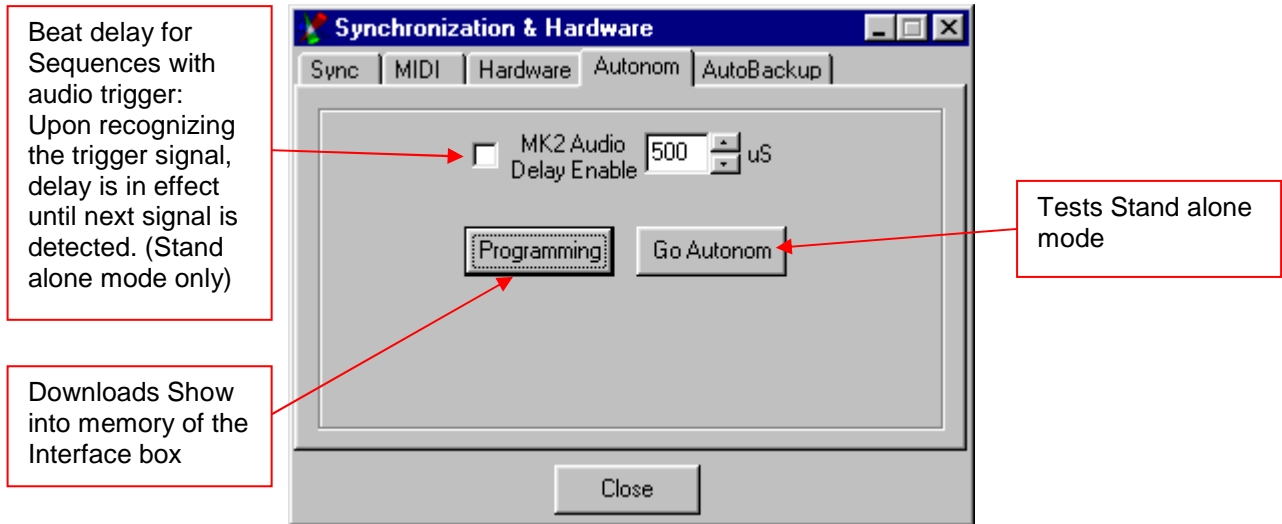 Beat delay for
Sequences with
audio trigger:
Upon recognizing
the trigger signal,
delay is in effect
until next signal is
detected. (Stand
alone mode only)
Downloads Show
into memory of the
Interface box
Synchronization & Hardware
Sync MIDI Hardware Autonom AutoBackup
MK2 Audio
Delay Enable
500 uS
Programming Go Autonom
Close
Tests Stand alone
mode